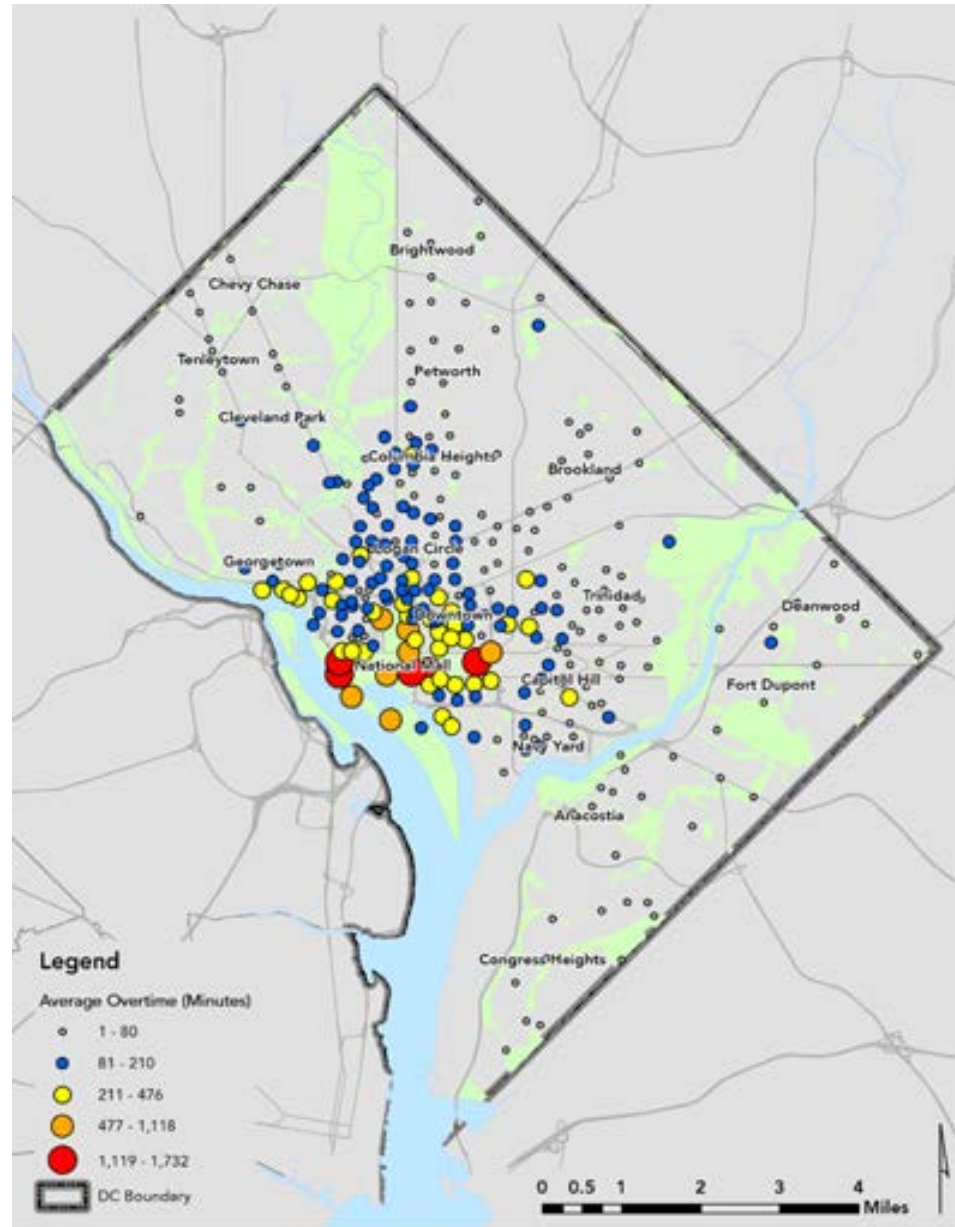 Brightwood
Chevy Chase
Tenleytown
Petworth
Cleveland Park
Columbia Heights
Brookland
Logan Circle
Georgetown
Trinidad
Deanwood
Downtown
National Mall
Capitol Hill
Fort Dupont
Navy Yard
Anacostia
Congress Heights
Legend
Average Overtime (Minutes)
1 - 80
81 - 210
211 - 476
477 - 1,118
1,119 - 1,732
DC Boundary
0 0.5 1 2 3 4
Miles